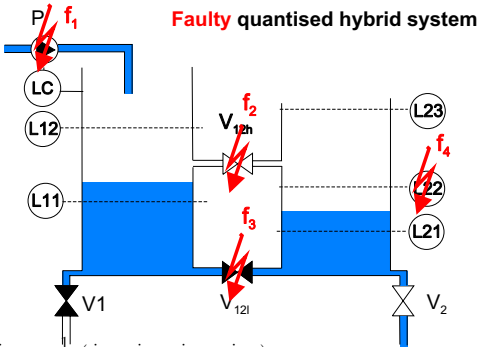 Faulty quantised hybrid system
P
f1
LC
L12
L11
V12h
f2
L23
f4
L22
L21
f3
V12l
V1
V2